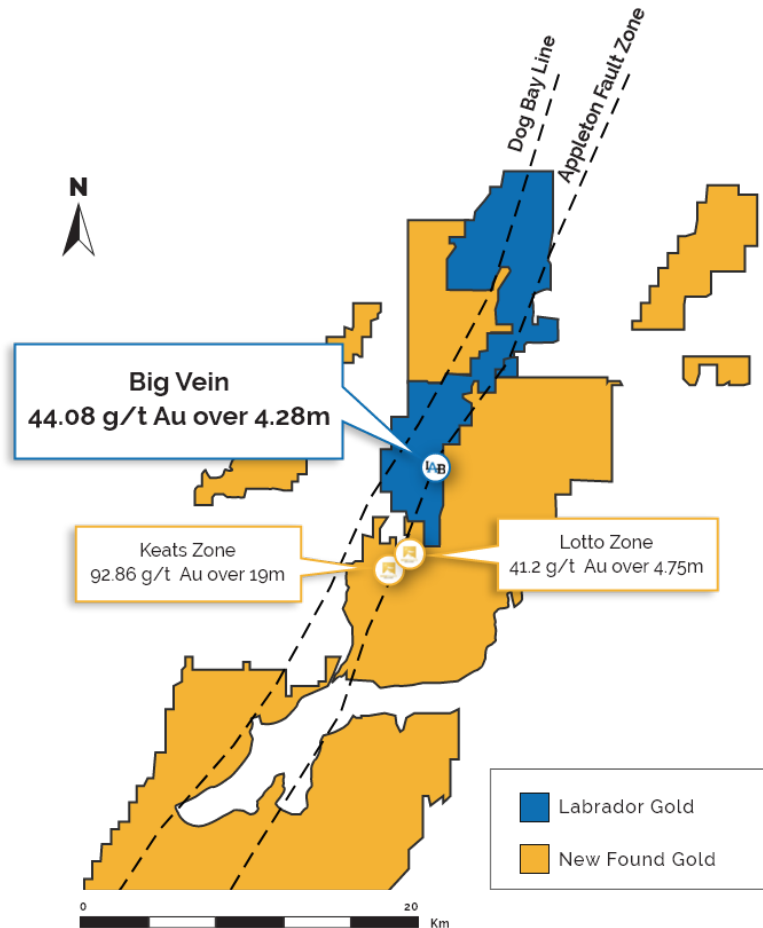 Dog Bay Line
Appleton Fault Zone
N
Big Vein
44.08 g/t Au over 4.28m
LAB
Keats Zone
92.86 g/t Au over 19m
Lotto Zone
41.2 g/t Au over 4.75m
Labrador Gold
New Found Gold
0 20
Km